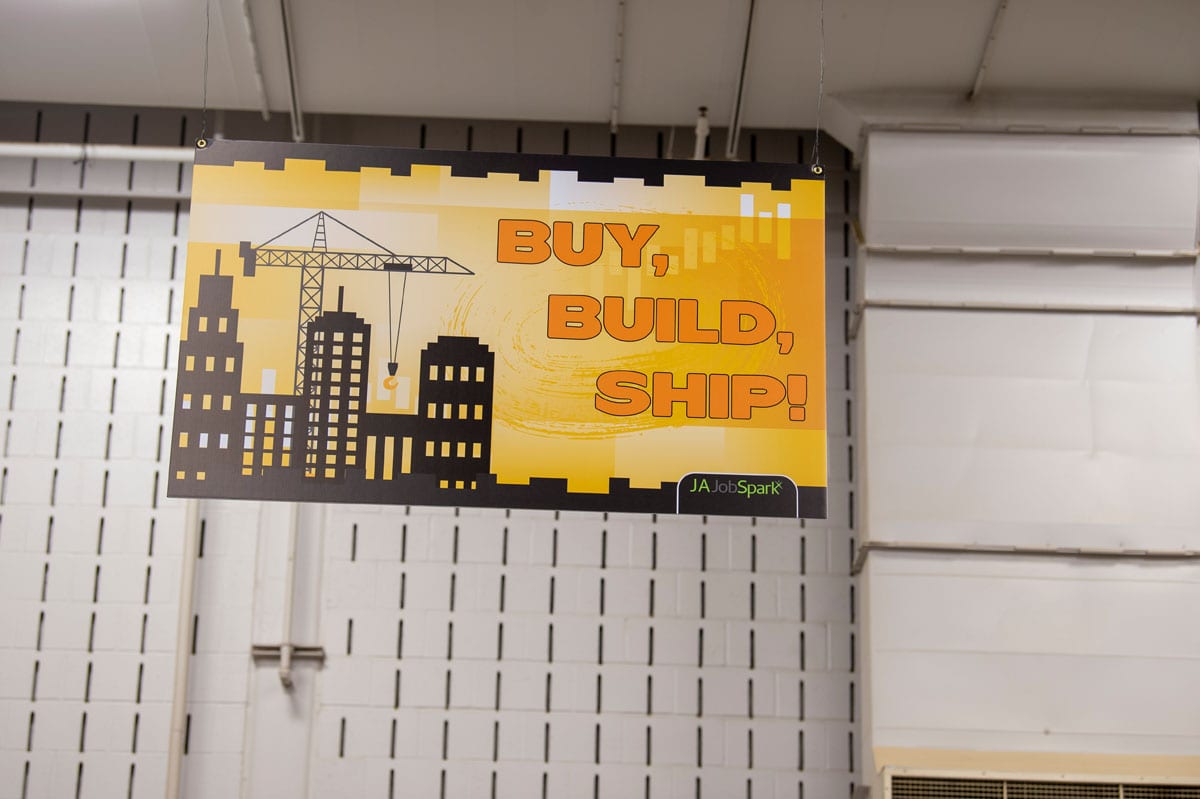 BUY,
BUILD,
SHIP!
JA JobSpark